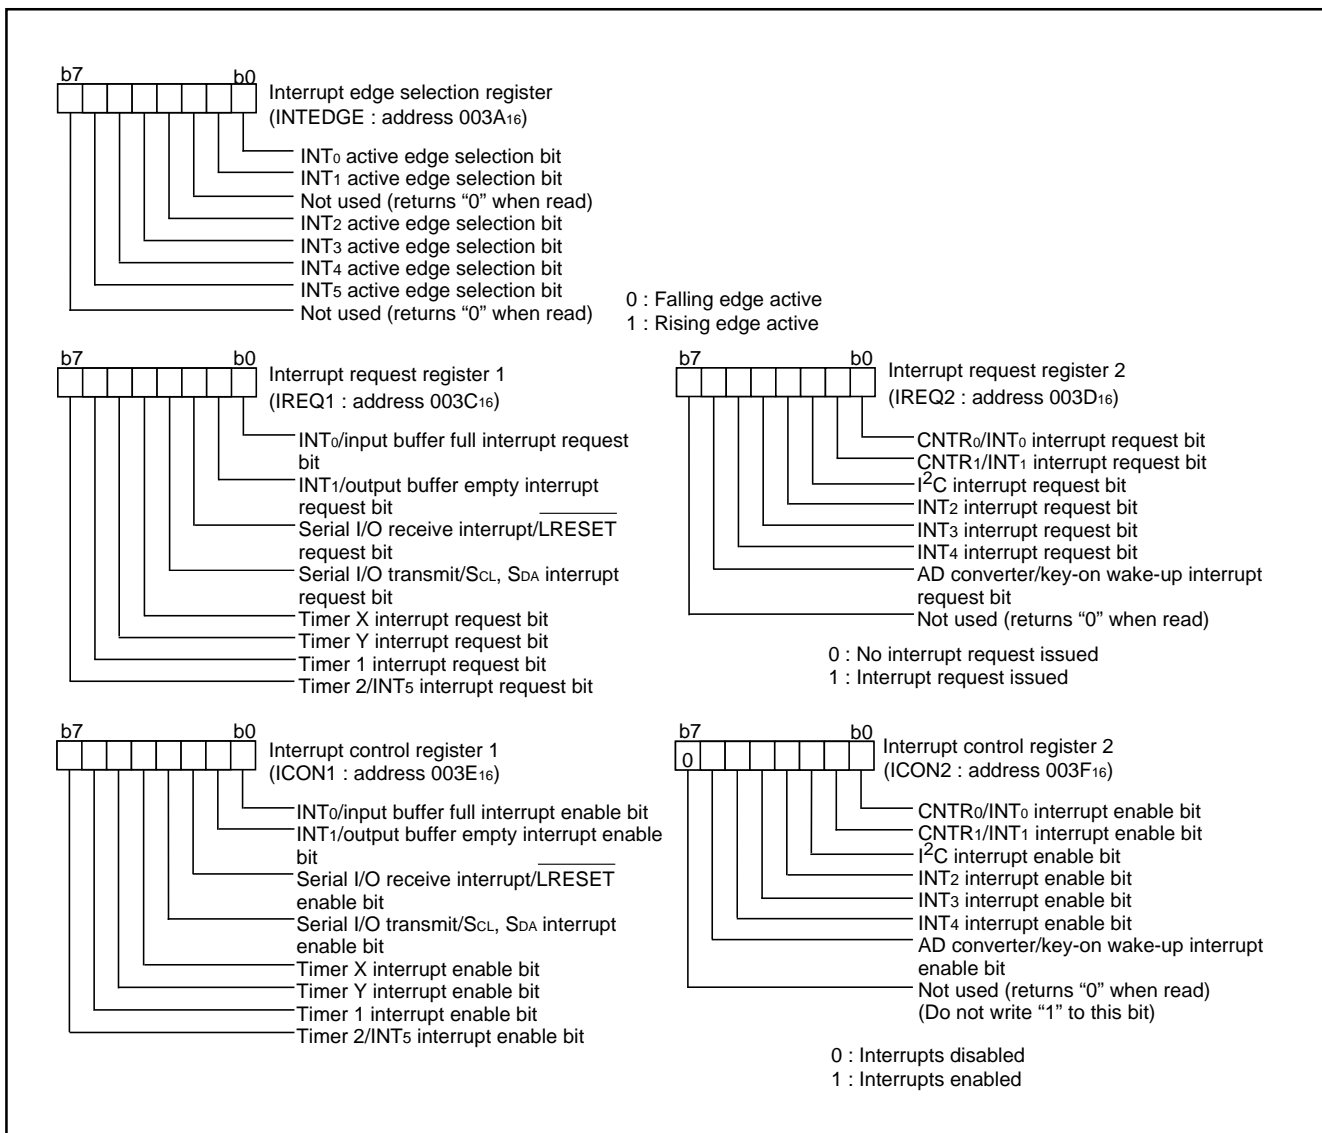 b7 b0
Interrupt edge selection register
(INTEDGE : address 003A16)
INT0 active edge selection bit
INT1 active edge selection bit
Not used (returns “0” when read)
INT2 active edge selection bit
INT3 active edge selection bit
INT4 active edge selection bit
INT5 active edge selection bit
Not used (returns “0” when read)
0 : Falling edge active
1 : Rising edge active
b7 b0
Interrupt request register 1
(IREQ1 : address 003C16)
INT0/input buffer full interrupt request
bit
INT1/output buffer empty interrupt
request bit
Serial I/O receive interrupt/LRESET
request bit
Serial I/O transmit/SCL, SDA interrupt
request bit
Timer X interrupt request bit
Timer Y interrupt request bit
Timer 1 interrupt request bit
Timer 2/INT5 interrupt request bit
b7 b0
Interrupt request register 2
(IREQ2 : address 003D16)
CNTR0/INT0 interrupt request bit
CNTR1/INT1 interrupt request bit
I2C interrupt request bit
INT2 interrupt request bit
INT3 interrupt request bit
INT4 interrupt request bit
AD converter/key-on wake-up interrupt
request bit
Not used (returns “0” when read)
0 : No interrupt request issued
1 : Interrupt request issued
b7 b0
Interrupt control register 1
(ICON1 : address 003E16)
INT0/input buffer full interrupt enable bit
INT1/output buffer empty interrupt enable
bit
Serial I/O receive interrupt/LRESET
enable bit
Serial I/O transmit/SCL, SDA interrupt
enable bit
Timer X interrupt enable bit
Timer Y interrupt enable bit
Timer 1 interrupt enable bit
Timer 2/INT5 interrupt enable bit
b7 b0
0
Interrupt control register 2
(ICON2 : address 003F16)
CNTR0/INT0 interrupt enable bit
CNTR1/INT1 interrupt enable bit
I2C interrupt enable bit
INT2 interrupt enable bit
INT3 interrupt enable bit
INT4 interrupt enable bit
AD converter/key-on wake-up interrupt
enable bit
Not used (returns “0” when read)
(Do not write “1” to this bit)
0 : Interrupts disabled
1 : Interrupts enabled